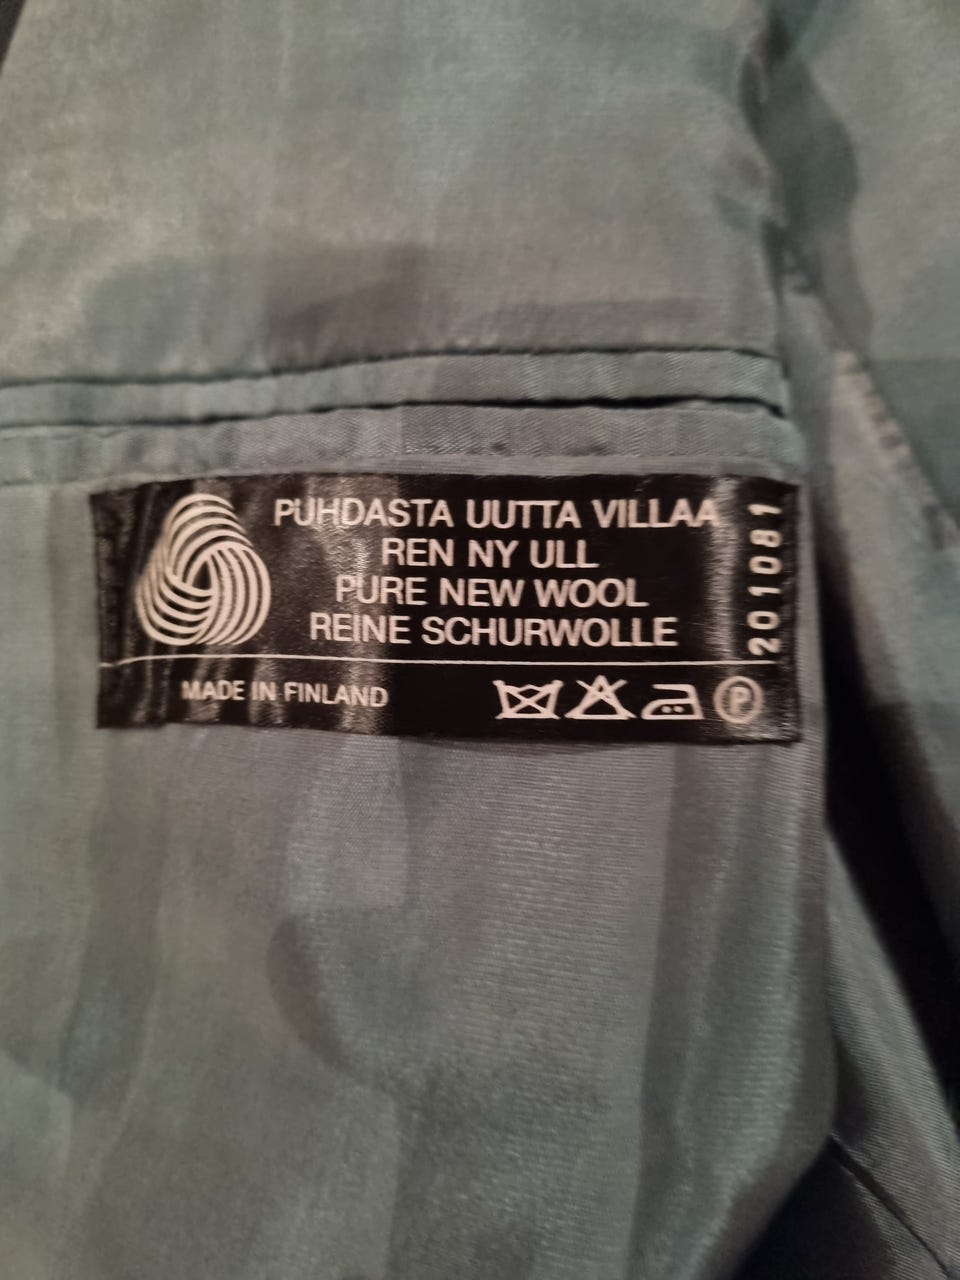 PUHDASTA UUTTA VILLAA
REN NY ULL
PURE NEW WOOL
REINE SCHURWOLLE
201081
MADE IN FINLAND
P